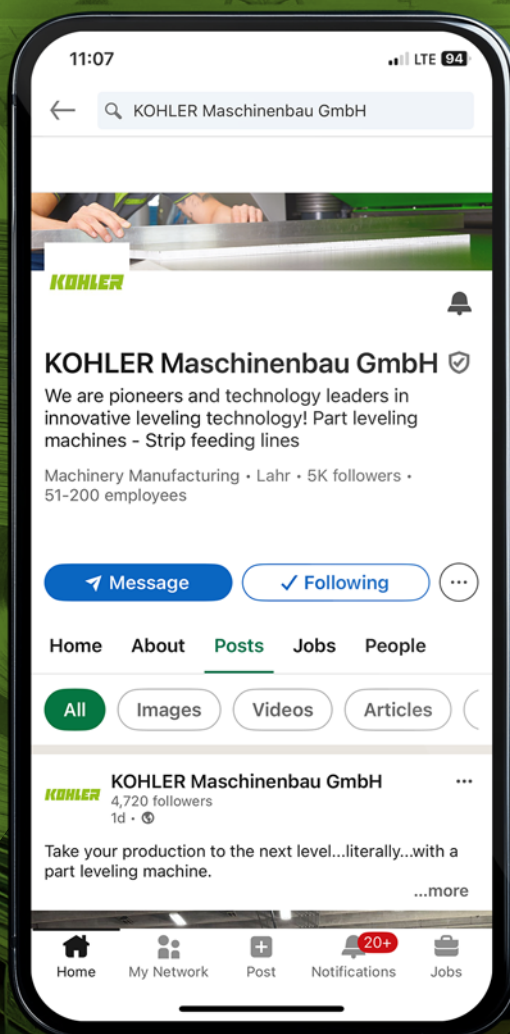 11:07
LTE 94
KOHLER Maschinenbau GmbH
KOHLER
KOHLER Maschinenbau GmbH
We are pioneers and technology leaders in
innovative leveling technology! Part leveling
machines - Strip feeding lines
Machinery Manufacturing • Lahr • 5K followers •
51-200 employees
Message
Following
Home About Posts Jobs People
All Images Videos Articles
KOHLER
KOHLER Maschinenbau GmbH
4,720 followers
1d •
Take your production to the next level...literally...with a
part leveling machine.
...more
20+
Home My Network Post Notifications Jobs